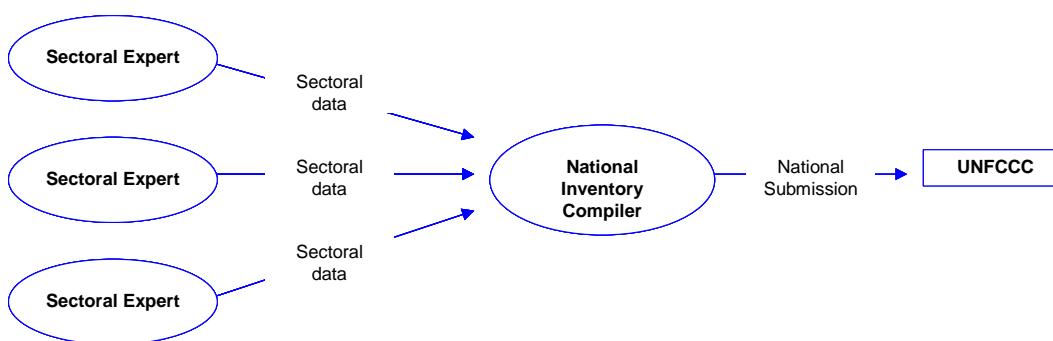 Sectoral Expert
Sectoral
data
Sectoral Expert
Sectoral
data
National
Inventory
Compiler
National
Submission
UNFCCC
Sectoral
data
Sectoral Expert